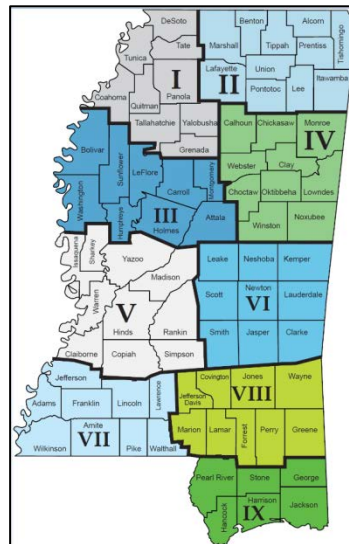 DeSoto
Tate
Tunica
I
Panola
Coahoma
Quitman
Tallahatchie
Yalobusha
Grenada
Benton
Alcorn
Tishomingo
Marshall
Tippah
Prentiss
Lafayette
Union
II
Itawamba
Pontotoc
Lee
IV
Calhoun
Chickasaw
Monroe
Webster
Clay
Choctaw
Oktibbeha
Lowndes
Winston
Noxubee
Bolivar
Sunflower
LeFlore
Carroll
Montgomery
Washington
III
Humphreys
Holmes
Attala
Issaquena
Sharkey
Yazoo
Madison
Warren
V
Hinds
Rankin
Claiborne
Copiah
Simpson
Leake
Neshoba
Kemper
Scott
Newton
VI
Lauderdale
Smith
Jasper
Clarke
Jefferson
Adams
Franklin
Lincoln
Lawrence
Amite
VII
Wilkinson
Pike
Walthall
Covington
Jones
Wayne
Jefferson
Davis
VIII
Marion
Lamar
Forrest
Perry
Greene
Pearl River
Stone
George
Hancock
Harrison
IX
Jackson